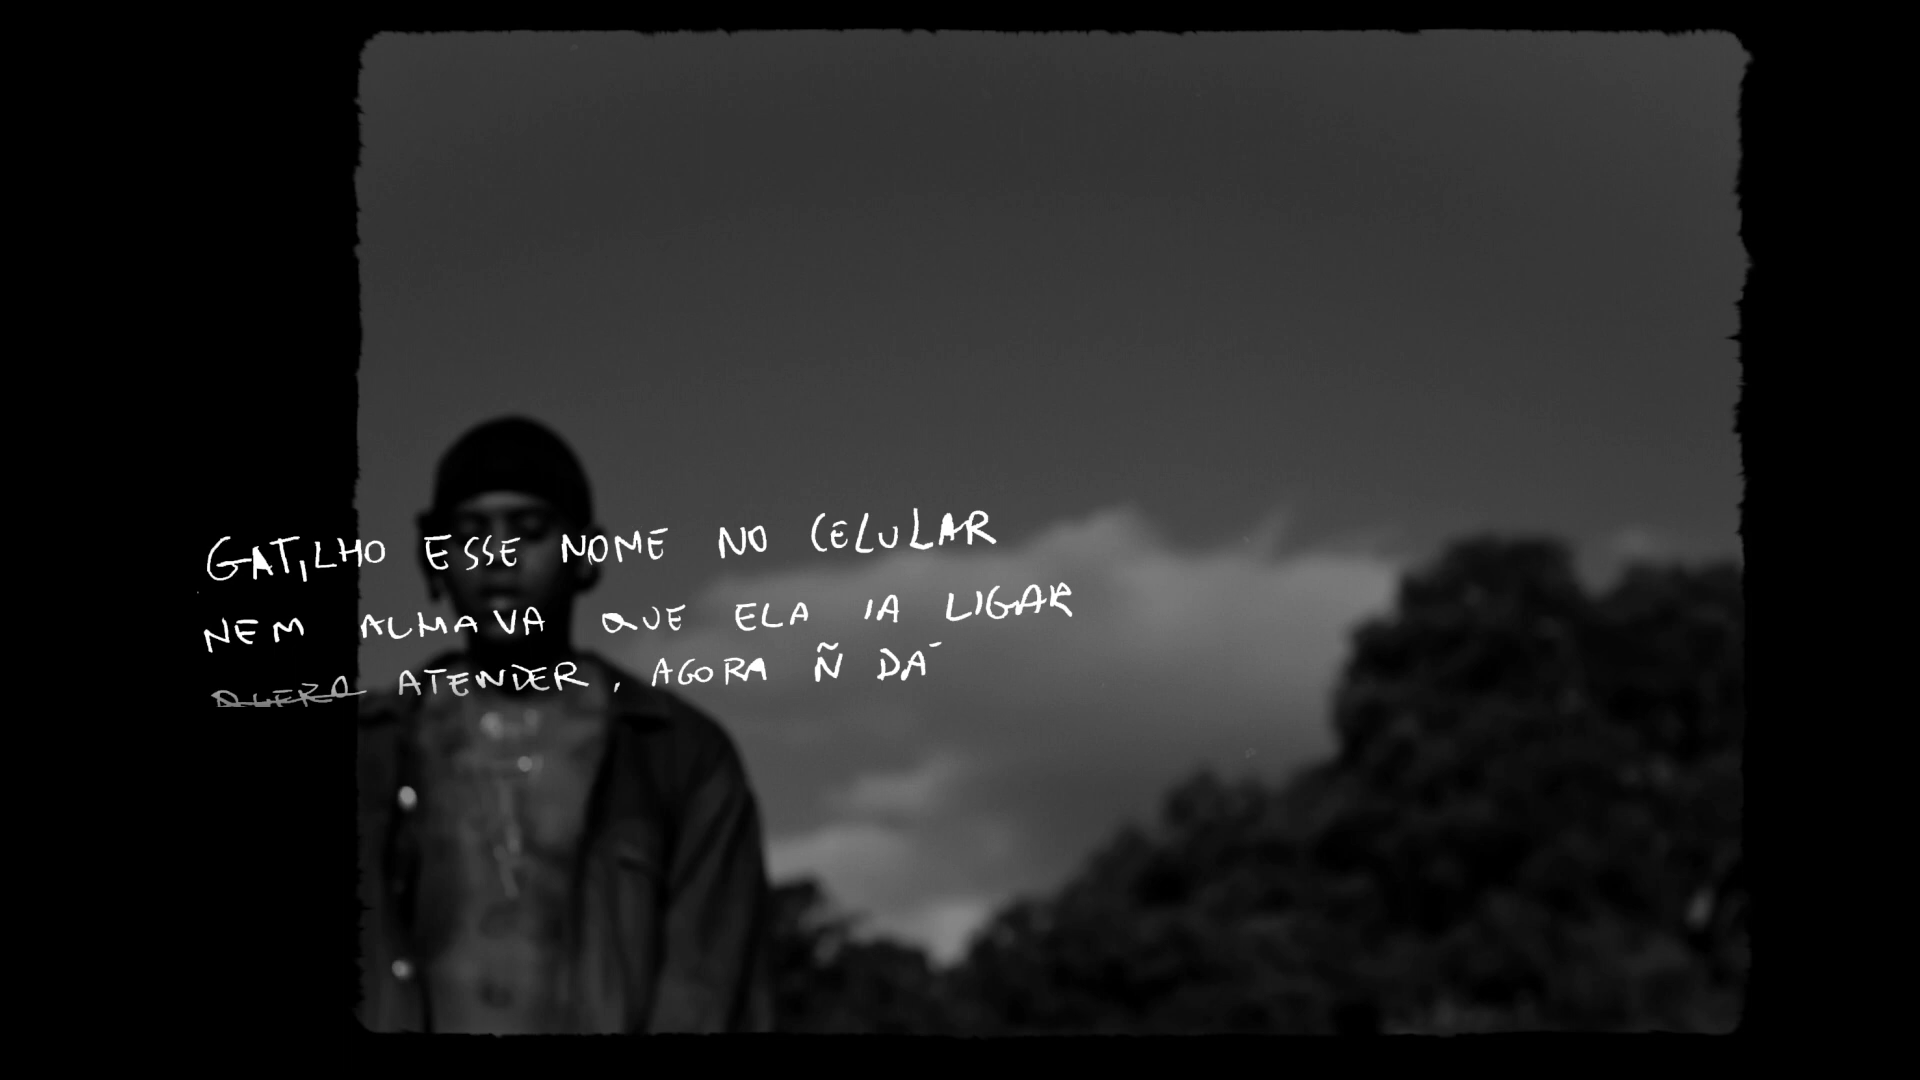 GATILHO ESSE NOME NO CELULAR
NEM ALMAVA QUE ELA IA LIGAR
ATENDER, AGORA Ñ DÁ